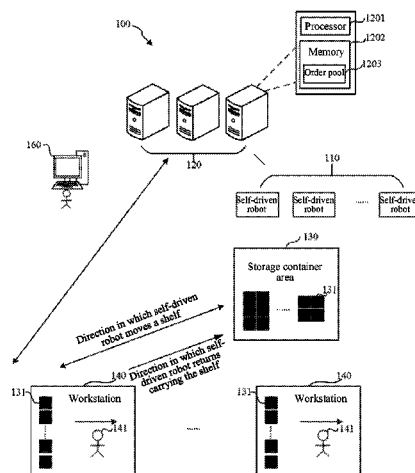 100
Processor
1201
Memory
1202
Order pool
1203
160
120
110
Self-driven
robot
Self-driven
robot
......
Self-driven
robot
130
Storage container
area
131
......
Direction in which self-driven
robot moves a shelf
Direction in which self-
driven robot returns
carrying the shelf
140
131
Workstation
141
......
140
131
Workstation
141